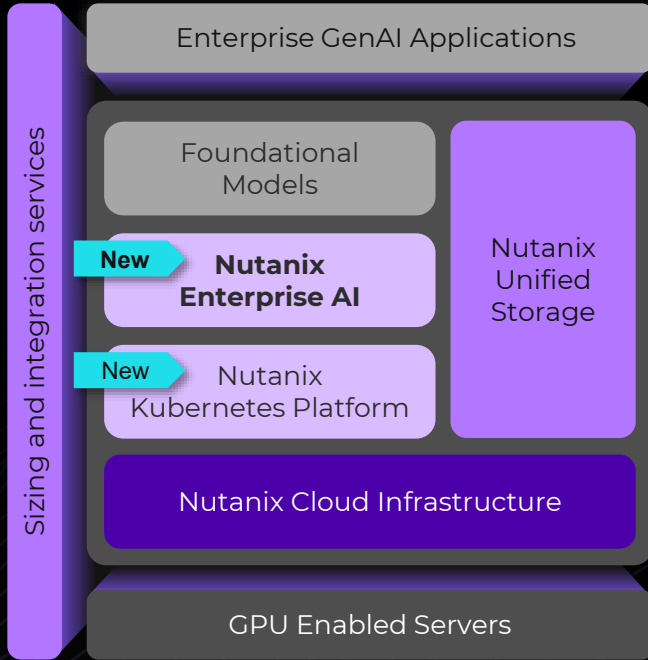 Enterprise GenAI Applications
Sizing and integration services
Foundational
Models
New
Nutanix
Enterprise AI
New
Nutanix
Kubernetes Platform
Nutanix
Unified
Storage
Nutanix Cloud Infrastructure
GPU Enabled Servers